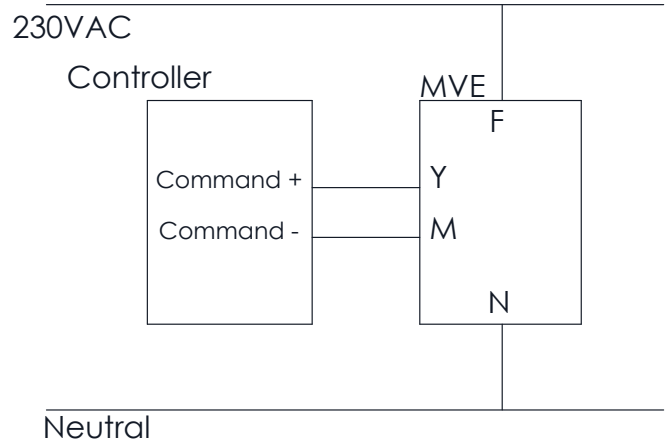 230VAC
Controller
MVE
F
Command +
Y
Command -
M
N
Neutral